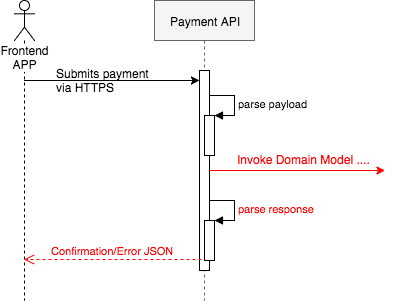 Payment API
Frontend
APP
Submits payment
via HTTPS
parse payload
Invoke Domain Model ....
parse response
Confirmation/Error JSON